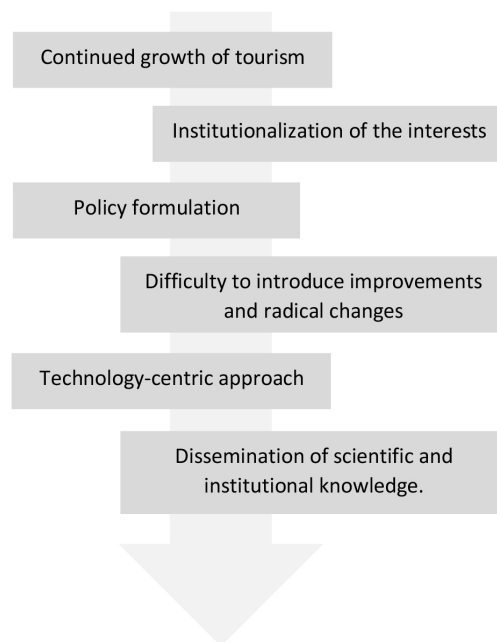 Continued growth of tourism
Institutionalization of the interests
Policy formulation
Difficulty to introduce improvements
and radical changes
Technology-centric approach
Dissemination of scientific and
institutional knowledge.